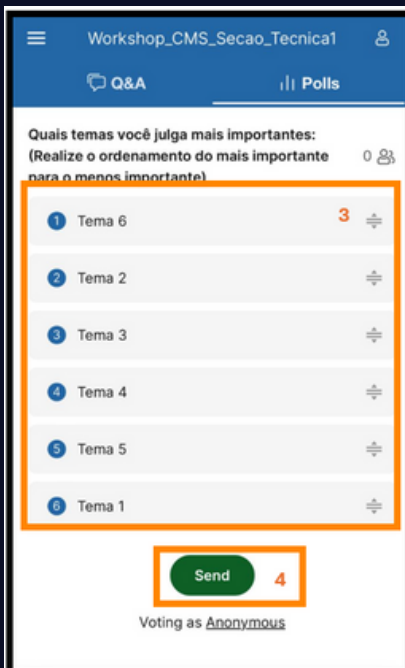 Workshop_CMS_Secao_Tecnica1
Q&A
Polls
Quais temas você julga mais importantes:
(Realize o ordenamento do mais importante
para o menos importante)
0
1 Tema 6 3
2 Tema 2
3 Tema 3
4 Tema 4
5 Tema 5
6 Tema 1
Send 4
Voting as Anonymous